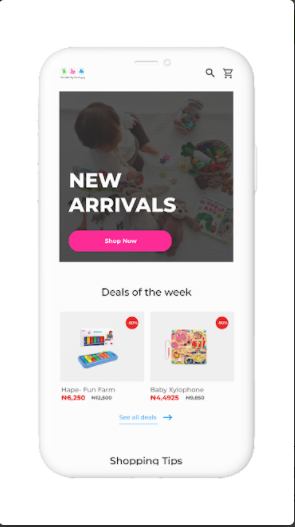 NEW
ARRIVALS
Shop Now
Deals of the week
-50%
-50%
Hape- Fun Farm
₦6,250 ₦12,500
Baby Xylophone
₦4,4925 ₦9,850
See all deals
Shopping Tips